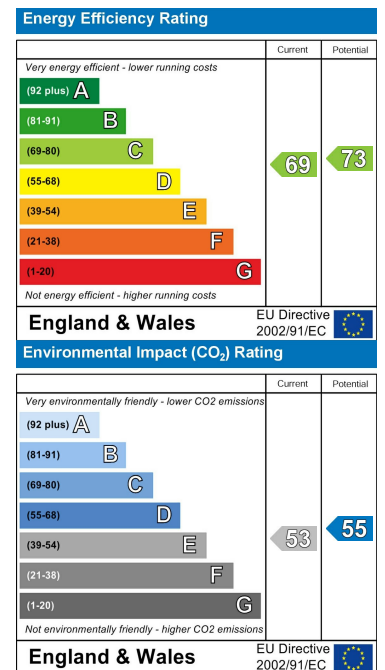 Energy Efficiency Rating
Current Potential
Very energy efficient - lower running costs
(92 plus) A
(81-91) B
(69-80) C
(55-68) D
(39-54) E
(21-38) F
(1-20) G
69 73
Not energy efficient - higher running costs
England & Wales
EU Directive
2002/91/EC
Environmental Impact (CO₂) Rating
Current Potential
Very environmentally friendly - lower CO2 emissions
(92 plus) A
(81-91) B
(69-80) C
(55-68) D
(39-54) E
(21-38) F
(1-20) G
53 55
Not environmentally friendly - higher CO2 emissions
England & Wales
EU Directive
2002/91/EC